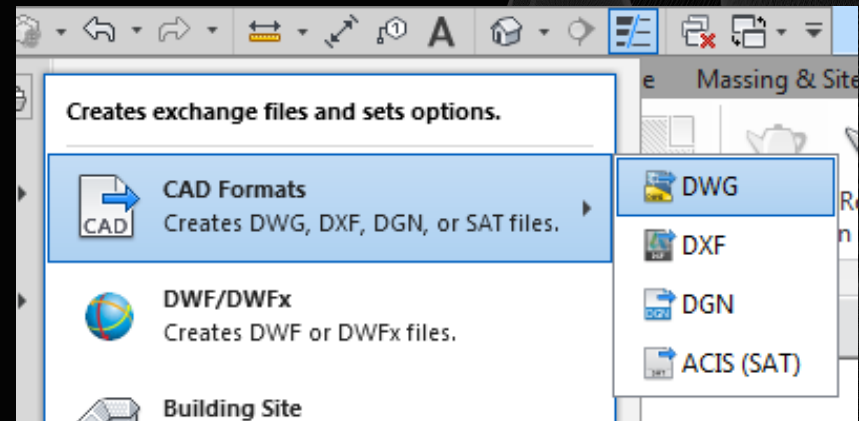 A
e Massing & Site
Creates exchange files and sets options.
CAD Formats
Creates DWG, DXF, DGN, or SAT files.
CAD
DWG
DXF
DGN
ACIS (SAT)
DWF/DWFx
Creates DWF or DWFx files.
Building Site